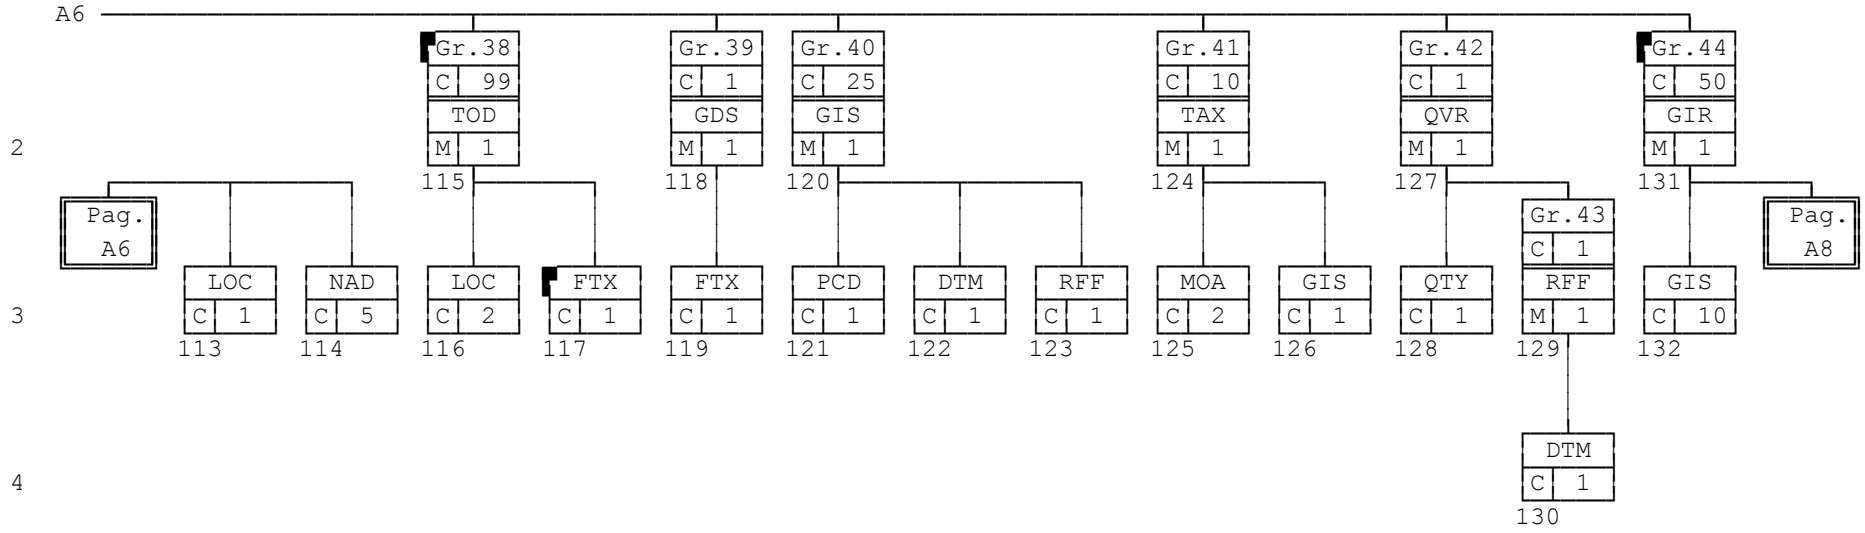 A6
Gr.38 Gr.39 Gr.40 Gr.41 Gr.42 Gr.44
C 99 C 1 C 25 C 10 C 1 C 50
TOD GDS GIS TAX QVR GIR
2 M 1 M 1 M 1 M 1 M 1 M 1
115 118 120 124 127 131
Pag. Gr.43 Pag.
A6 C 1 A8
LOC NAD LOC FTX FTX PCD DTM RFF MOA GIS QTY RFF GIS
3 C 1 C 5 C 2 C 1 C 1 C 1 C 1 C 1 C 2 C 1 C 1 M 1 C 10
113 114 116 117 119 121 122 123 125 126 128 129 132
DTM
4 C 1
130